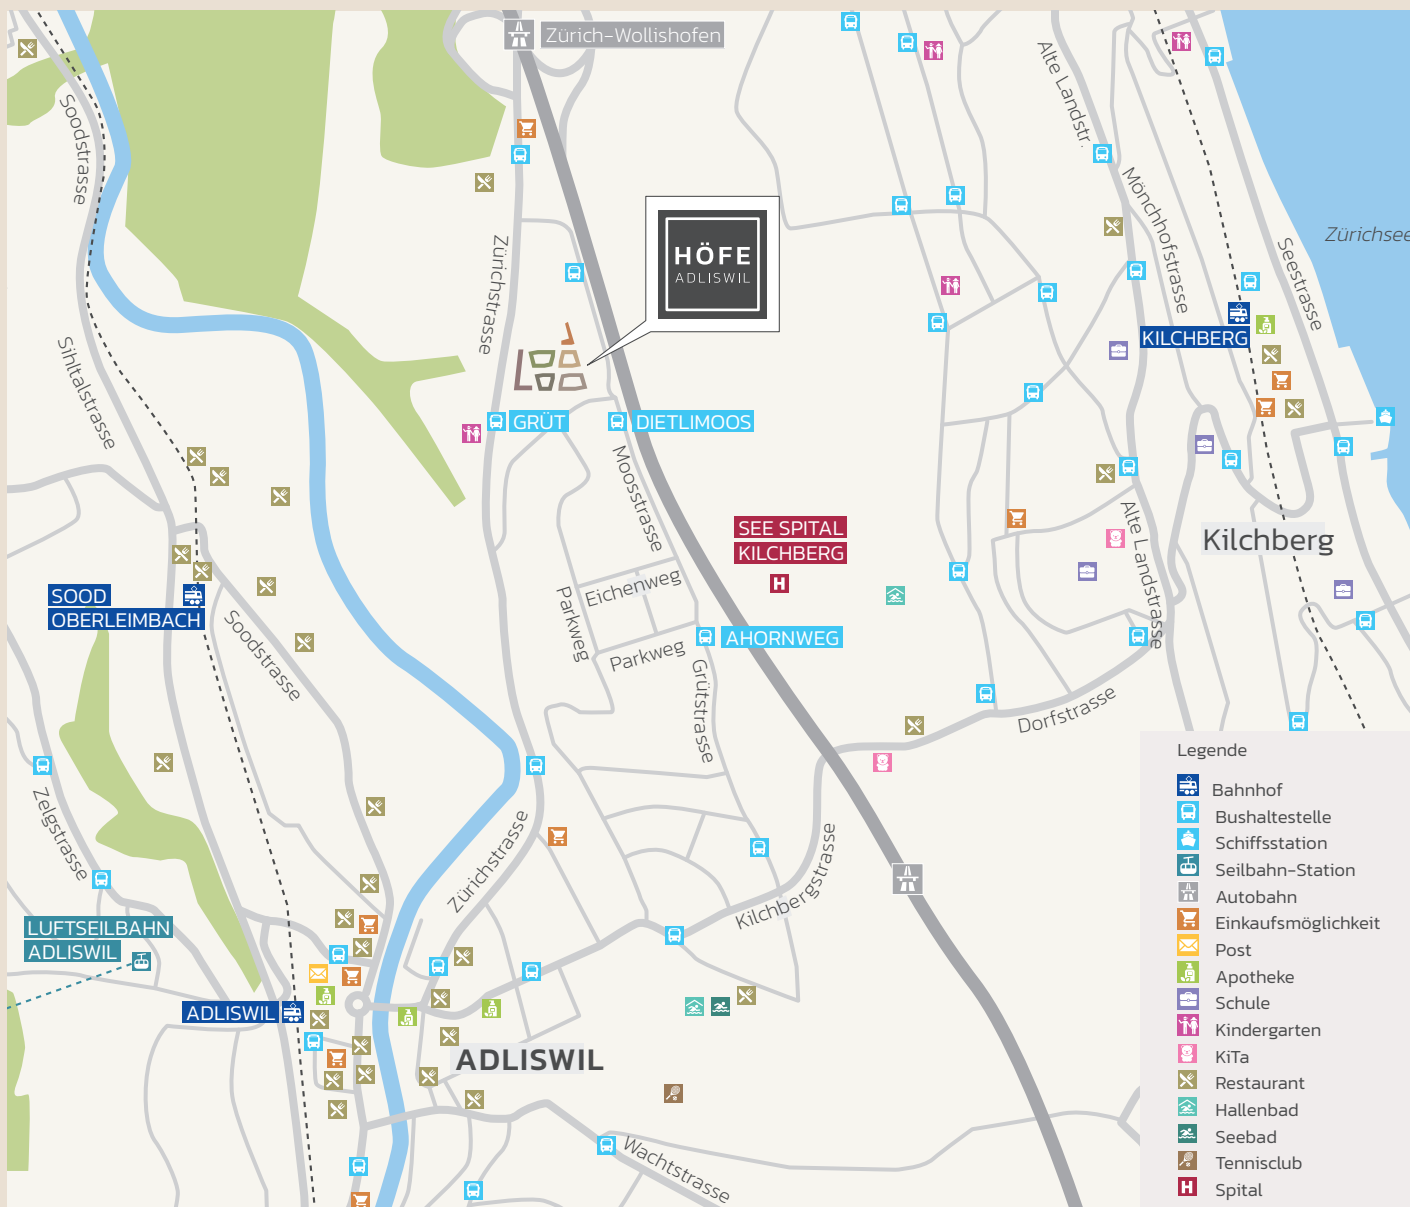 Zürich-Wollishofen
Soodstrasse
Alte Landstr.
Mönchhofstrasse
Zürichsee
Seestrasse
HÖFE
ADLISWIL
Zürichstrasse
KILCHBERG
Sihltalstrasse
GRÜT
DIETLIMOOS
Moosstrasse
SEE SPITAL
KILCHBERG
H
Kilchberg
Alte Landstrasse
SOOD
OBERLEIMBACH
Eichenweg
Parkweg
Parkweg
AHORNWEG
Soodstrasse
Grütstrasse
Dorfstrasse
Zelgstrasse
Zürichstrasse
Kilchbergstrasse
LUFTSEILBAHN
ADLISWIL
ADLISWIL
ADLISWIL
Wachtstrasse
Legende
Bahnhof
Bushaltestelle
Schiffsstation
Seilbahn-Station
Autobahn
Einkaufsmöglichkeit
Post
Apotheke
Schule
Kindergarten
KiTa
Restaurant
Hallenbad
Seebad
Tennisclub
H Spital